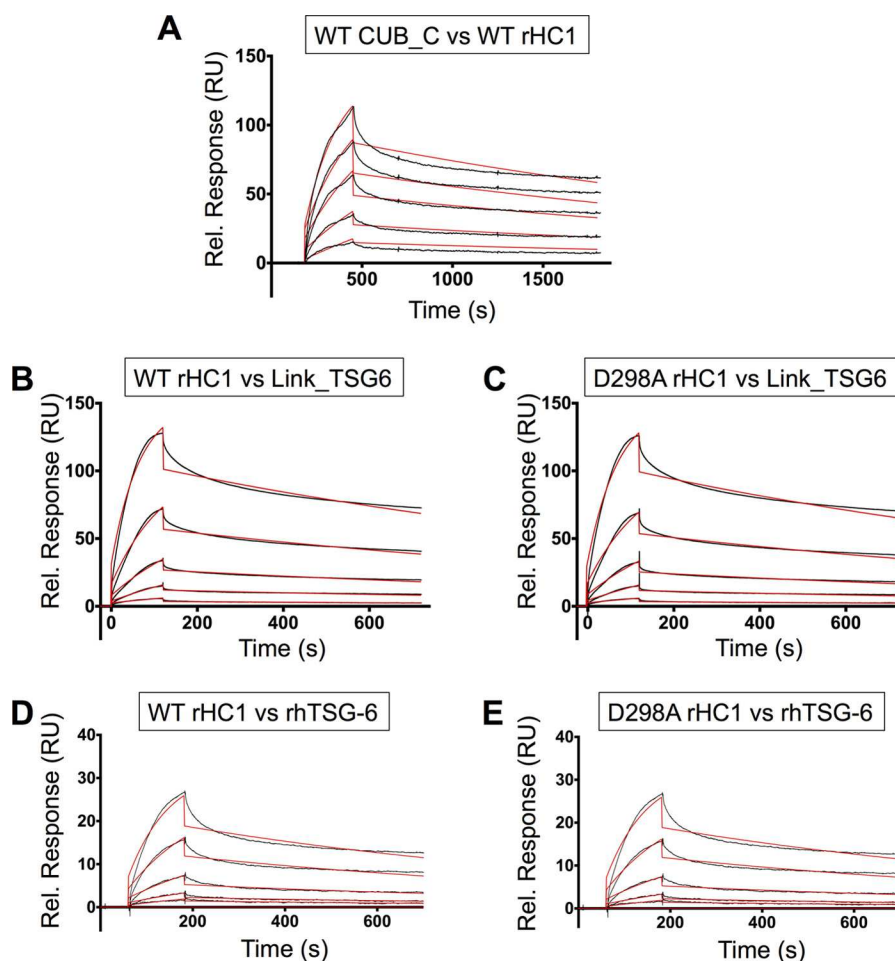 A
WT CUB_C vs WT rHC1
Rel. Response (RU)
150
100
50
0
500
1000
1500
Time (s)
B
WT rHC1 vs Link_TSG6
Rel. Response (RU)
150
100
50
0
200
400
600
Time (s)
C
D298A rHC1 vs Link_TSG6
Rel. Response (RU)
150
100
50
0
0
200
400
600
Time (s)
D
WT rHC1 vs rhTSG-6
Rel. Response (RU)
40
30
20
10
0
200
400
600
Time (s)
E
D298A rHC1 vs rhTSG-6
Rel. Response (RU)
40
30
20
10
0
200
400
600
Time (s)